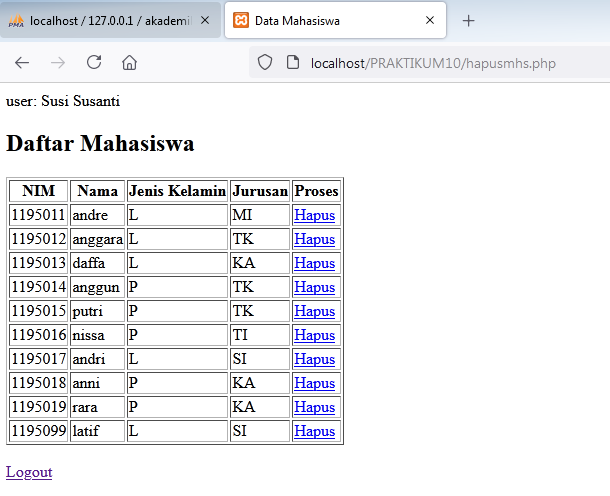 localhost / 127.0.0.1 / akademi
Data Mahasiswa
localhost/PRAKTIKUM10/hapusmhs.php
user: Susi Susanti
Daftar Mahasiswa
NIM Nama Jenis Kelamin Jurusan Proses
1195011 andre L MI Hapus
1195012 anggara L TK Hapus
1195013 daffa L KA Hapus
1195014 anggun P TK Hapus
1195015 putri P TK Hapus
1195016 nissa P TI Hapus
1195017 andri L SI Hapus
1195018 anni P KA Hapus
1195019 rara P KA Hapus
1195099 latif L SI Hapus
Logout